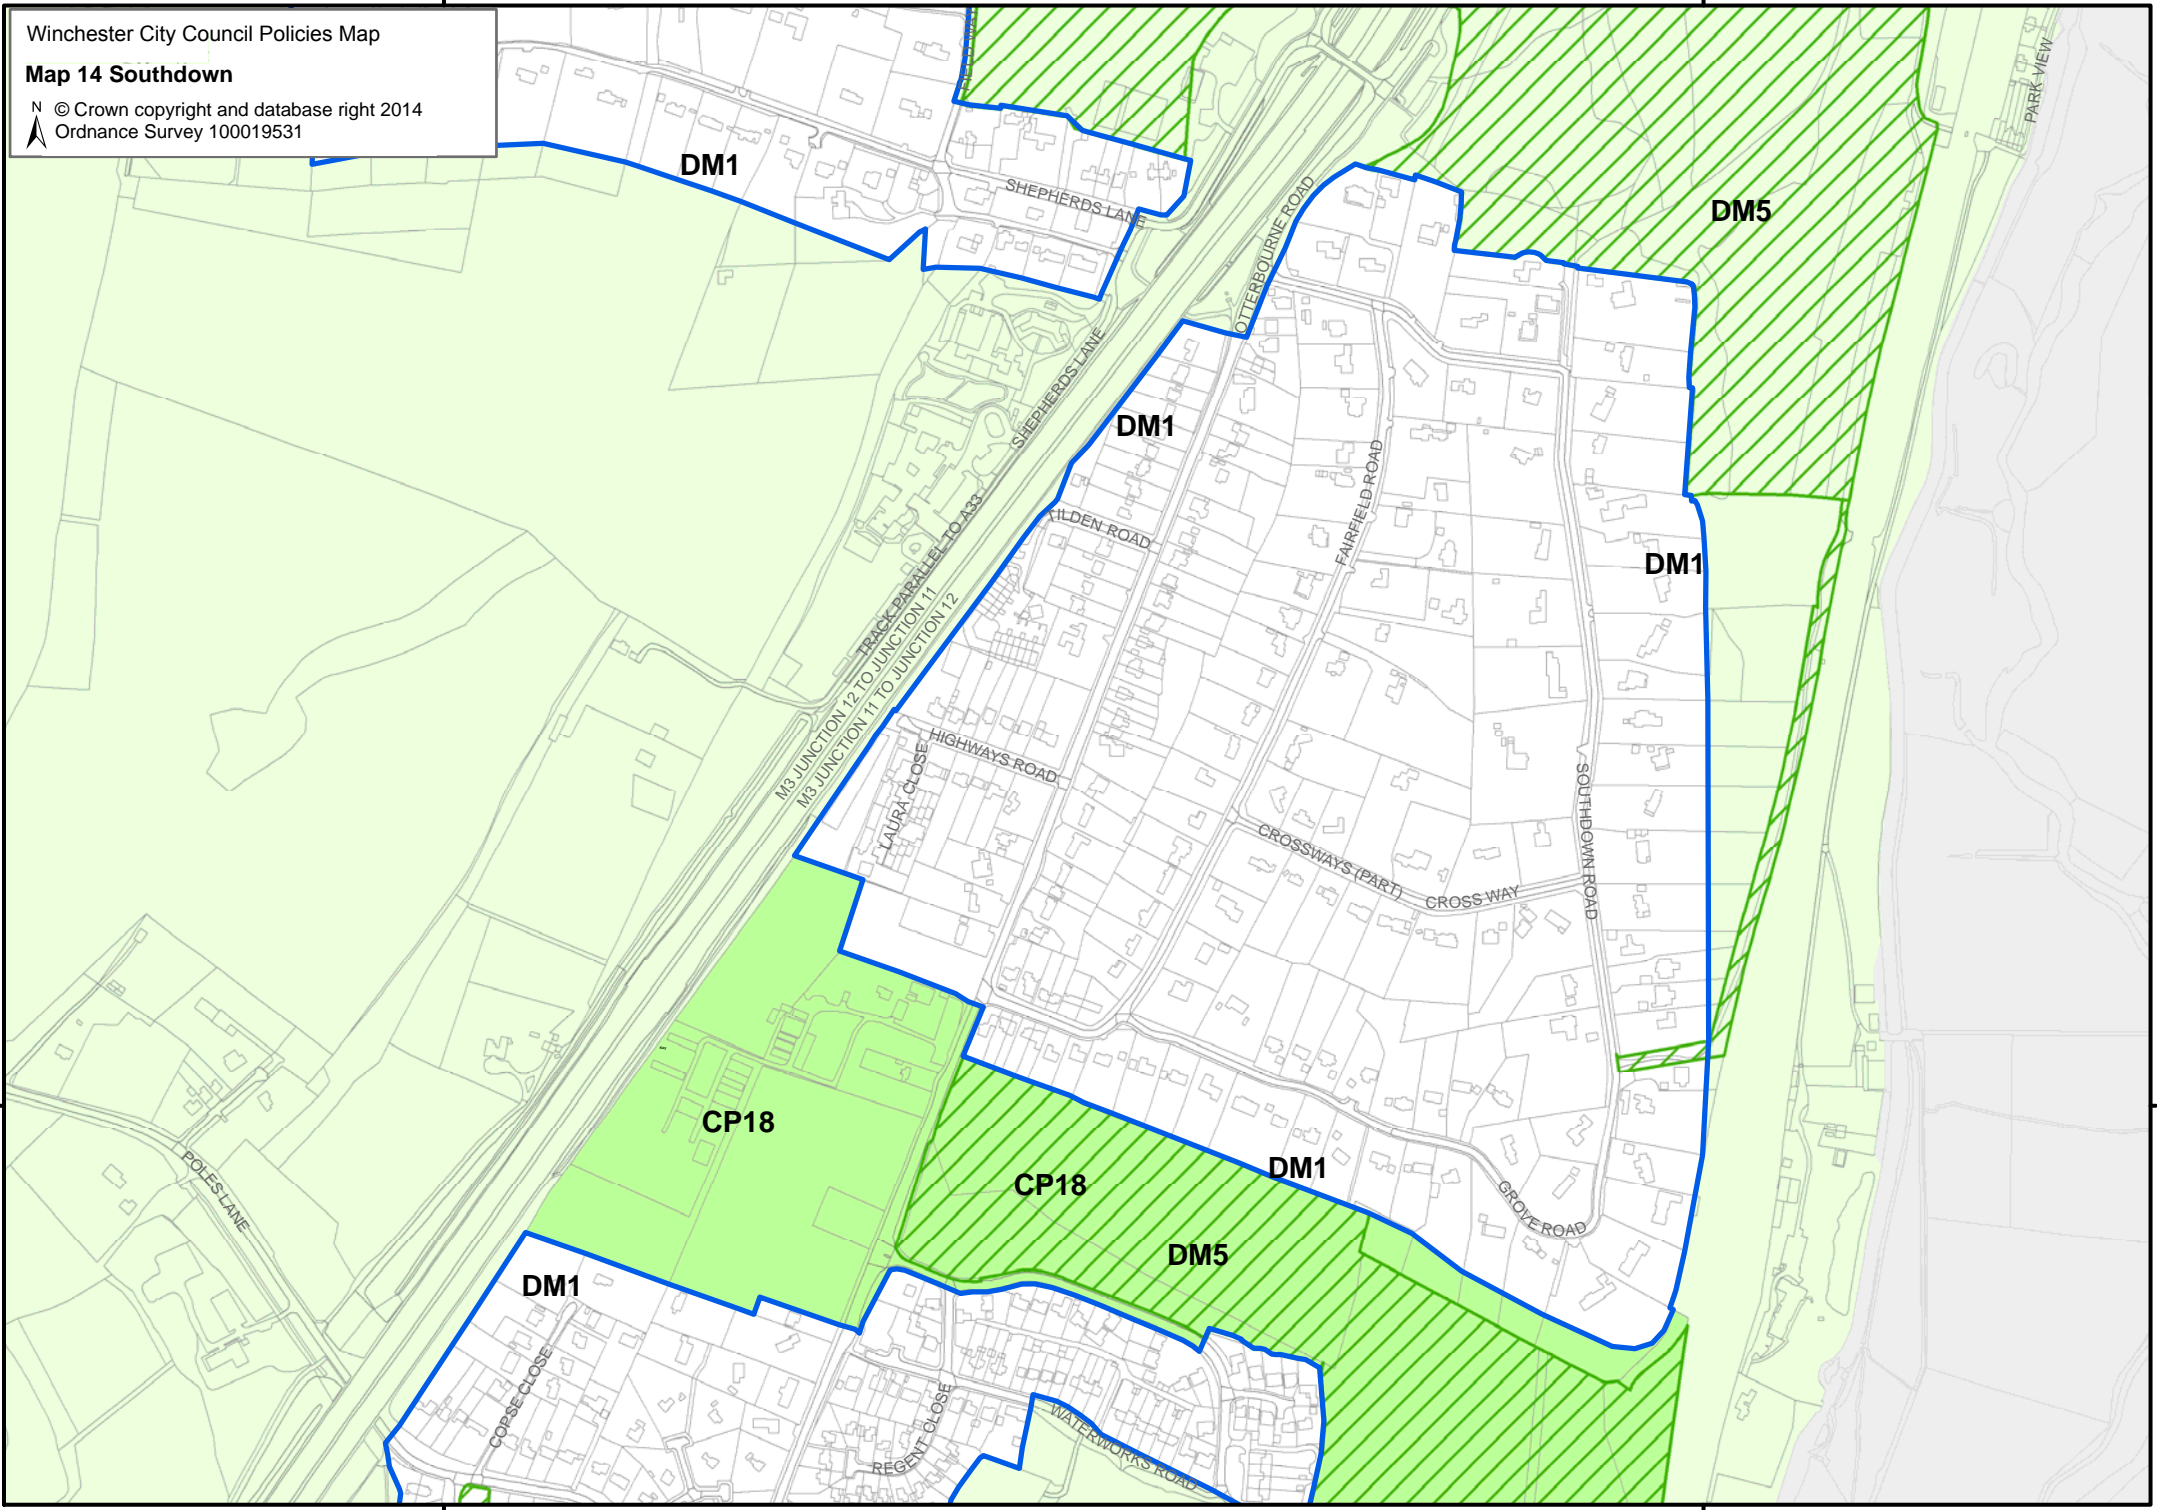 Winchester City Council Policies Map
Map 14 Southdown
N
© Crown copyright and database right 2014
Ordnance Survey 100019531
PARK VIEW
DM1
SHEPHERDS LANE
DM5
OTTERBOURNE ROAD
SHEPHERDS LANE
DM1
FAIRFIELD ROAD
TILDEN ROAD
DM1
TRACK PARALLEL TO A33
M3 JUNCTION 12 TO JUNCTION 11
M3 JUNCTION 11 TO JUNCTION 12
HIGHWAYS ROAD
LAURA CLOSE
SOUTHDOWN ROAD
CROSSWAYS (PART)
CROSS WAY
CP18
POLES LANE
CP18
DM1
GROVE ROAD
DM5
DM1
COPSE CLOSE
REGENT CLOSE
WATERWORKS ROAD